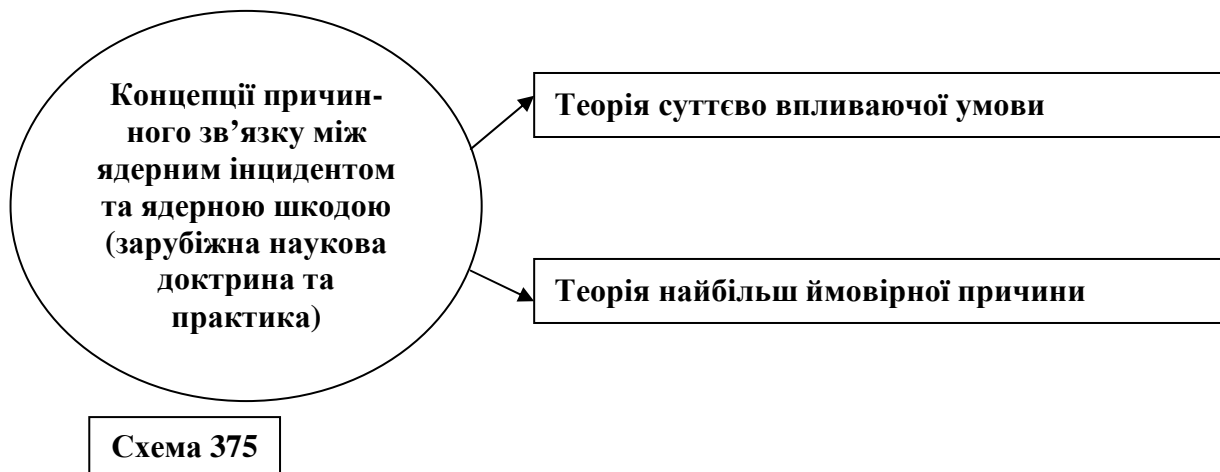 Концепції причин-
ного зв’язку між
ядерним інцидентом
та ядерною шкодою
(зарубіжна наукова
доктрина та
практика)
Теорія суттєво впливаючої умови
Теорія найбільш ймовірної причини
Схема 375